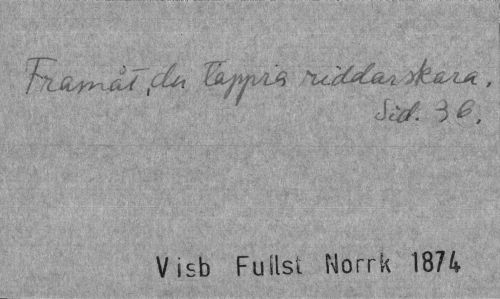 Framåt, du tappra riddarskara.
Sid. 36.
Visb Fullst Norrk 1874